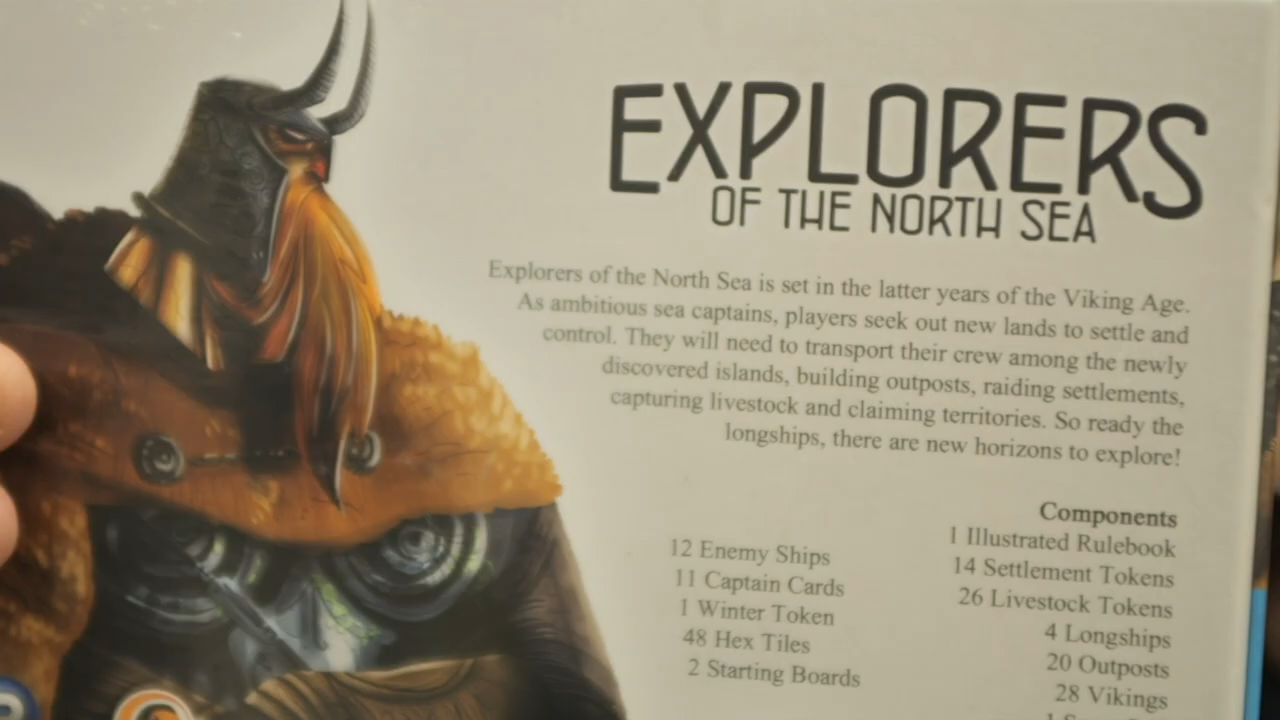 EXPLORERS
OF THE NORTH SEA
Explorers of the North Sea is set in the latter years of the Viking Age.
As ambitious sea captains, players seek out new lands to settle and
control. They will need to transport their crew among the newly
discovered islands, building outposts, raiding settlements,
capturing livestock and claiming territories. So ready the
longships, there are new horizons to explore!
Components
12 Enemy Ships
11 Captain Cards
1 Winter Token
48 Hex Tiles
2 Starting Boards
1 Illustrated Rulebook
14 Settlement Tokens
26 Livestock Tokens
4 Longships
20 Outposts
28 Vikings